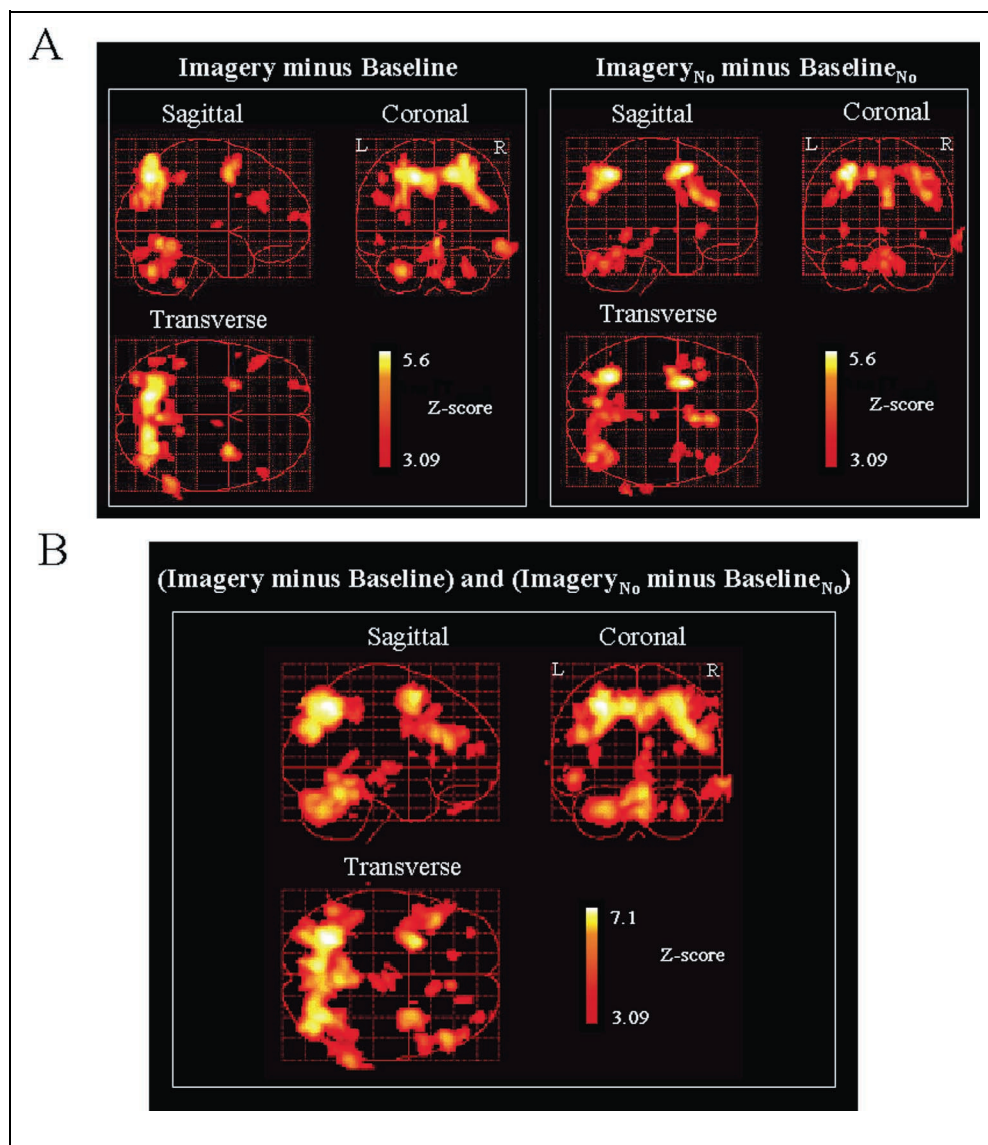 A
Imagery minus Baseline
Sagittal
Coronal
L
R
Transverse
5.6
Z-score
3.09
Imagery_No minus Baseline_No
Sagittal
Coronal
L
R
Transverse
5.6
Z-score
3.09
B
(Imagery minus Baseline) and (Imagery_No minus Baseline_No)
Sagittal
Coronal
L
R
Transverse
7.1
Z-score
3.09